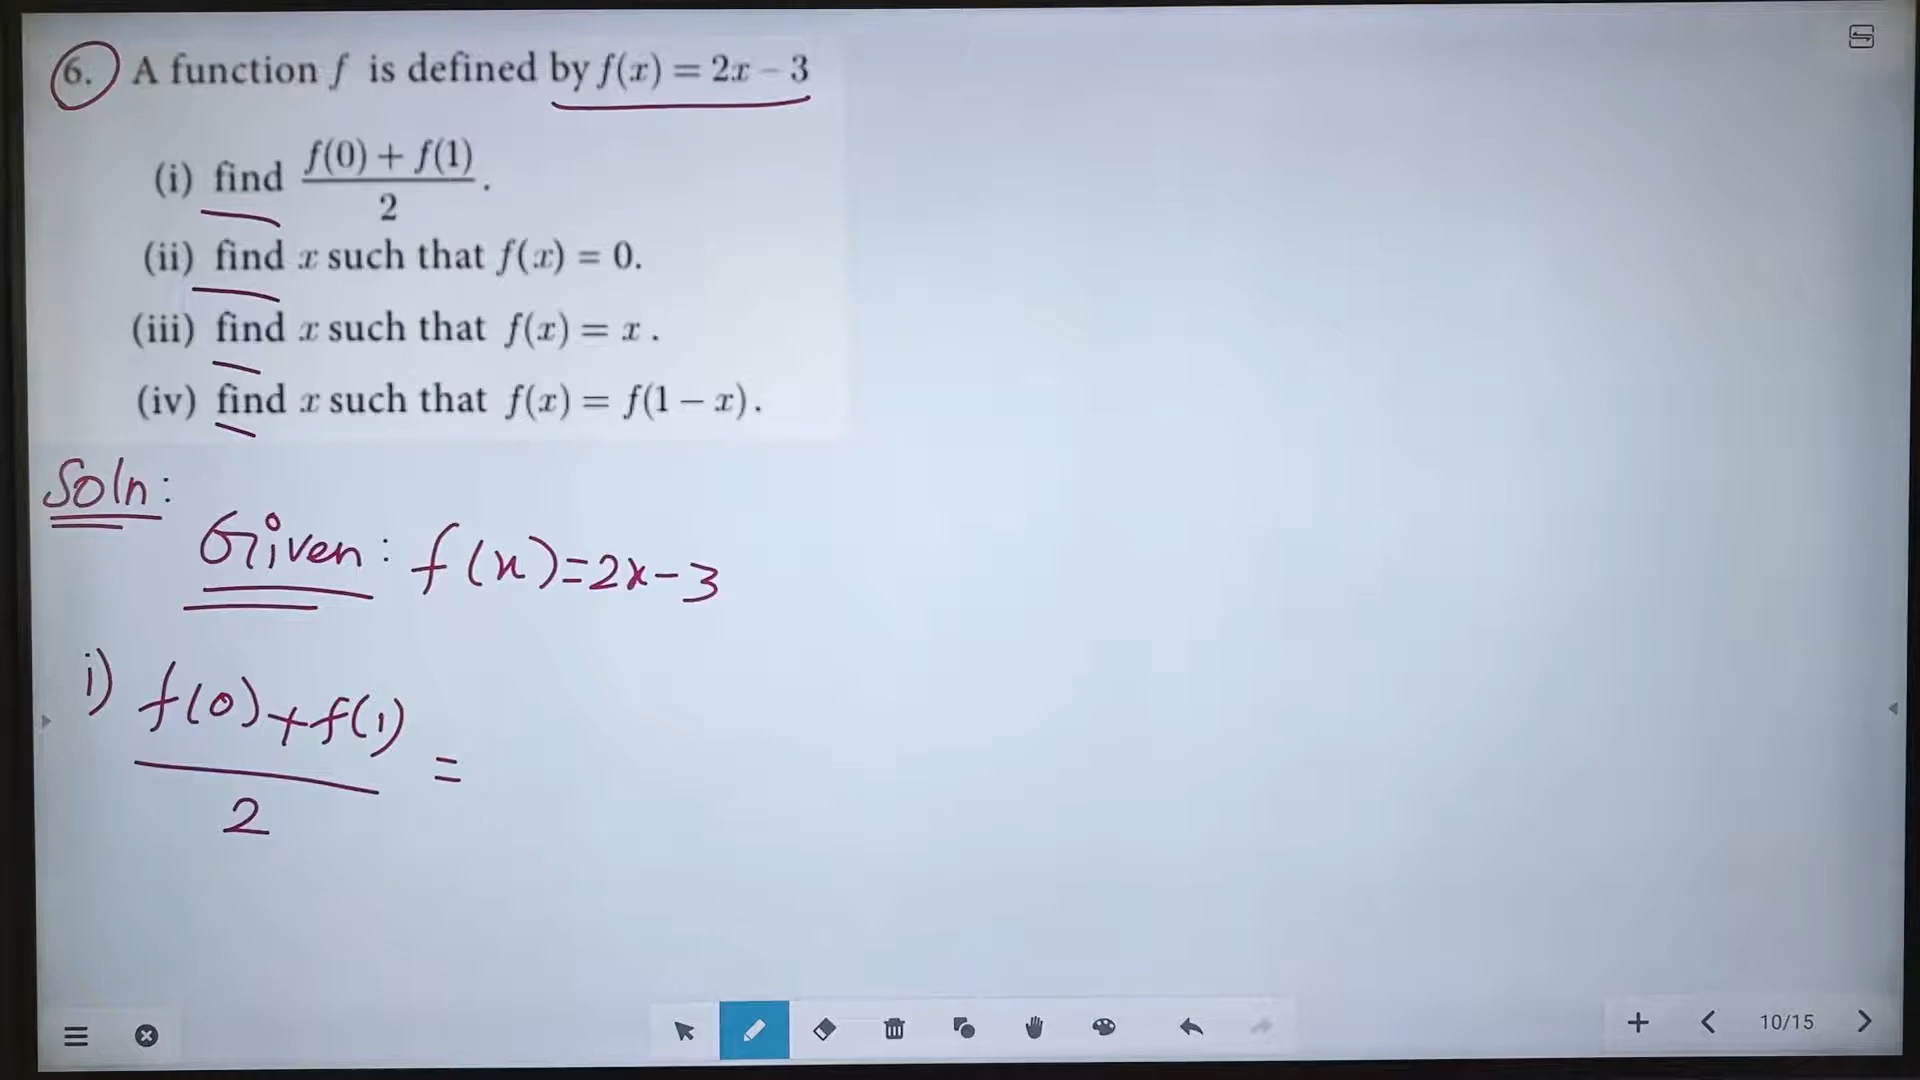 6. A function f is defined by f(x) = 2x – 3
(i) find f(0) + f(1) / 2 .
(ii) find x such that f(x) = 0.
(iii) find x such that f(x) = x .
(iv) find x such that f(x) = f(1 – x) .
Soln :
Given : f(x)=2x-3
i) f(0)+f(1) / 2 =
10/15